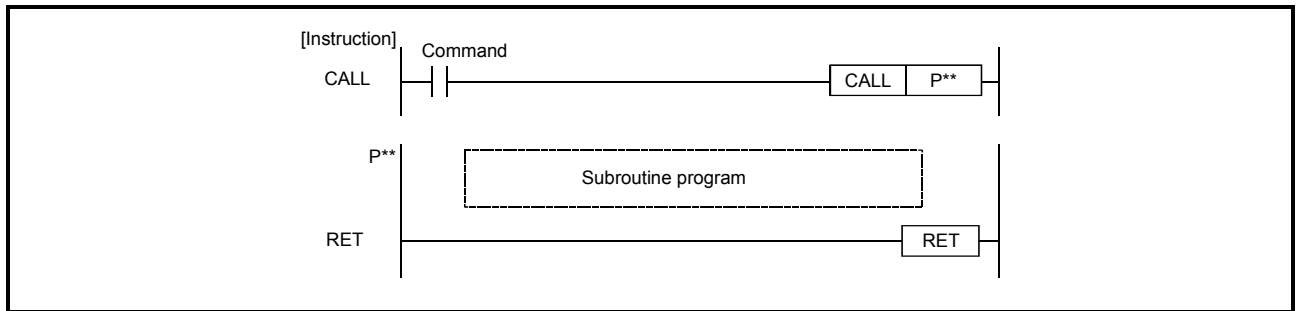 [Instruction]
Command
CALL
CALL P**
P**
Subroutine program
RET
RET